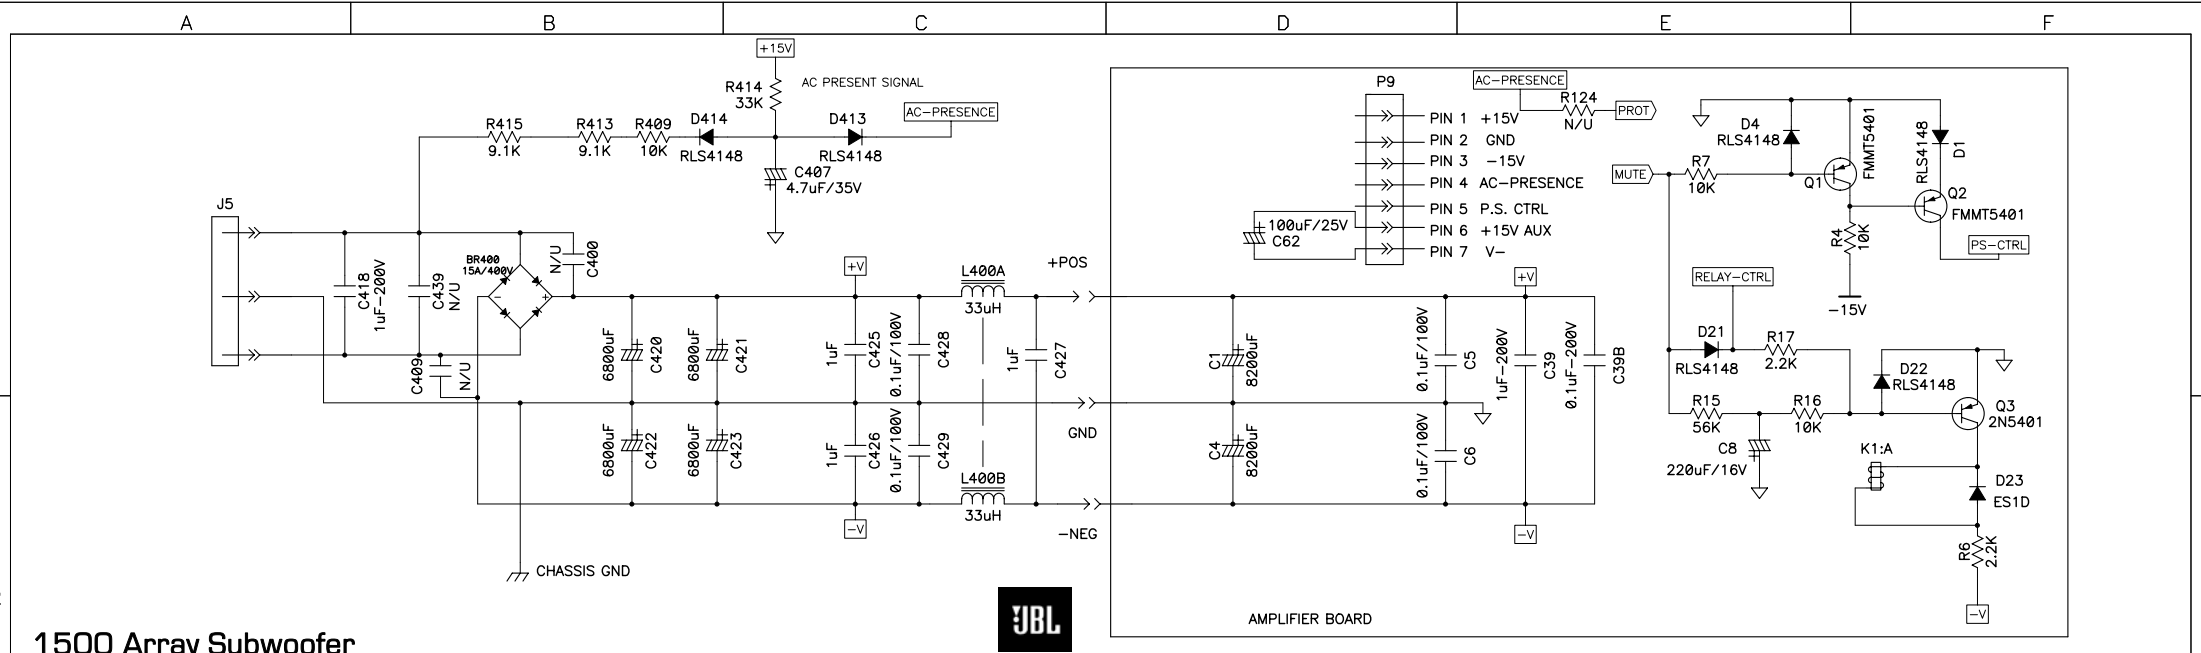 A B C D E F
+15V
R414
33K
AC PRESENT SIGNAL
R415
9.1K
R413
9.1K
R409
10K
D414
RLS4148
D413
RLS4148
AC-PRESENCE
C407
4.7uF/35V
J5
C418
1uF-200V
C439
N/U
BR400
15A/400V
N/U
C400
C409
N/U
6800uF
C420
6800uF
C421
6800uF
C422
6800uF
C423
+V
1uF
C425
0.1uF/100V
C428
1uF
C426
0.1uF/100V
C429
-V
L400A
33uH
1uF
C427
L400B
33uH
+POS
GND
-NEG
CHASSIS GND
P9
PIN 1 +15V
PIN 2 GND
PIN 3 -15V
PIN 4 AC-PRESENCE
PIN 5 P.S. CTRL
PIN 6 +15V AUX
PIN 7 V-
100uF/25V
C62
AC-PRESENCE
R124
N/U
PROT
C1
8200uF
C4
8200uF
0.1uF/100V
C5
0.1uF/100V
C6
+V
1uF-200V
C39
0.1uF-200V
C39B
-V
MUTE
R7
10K
D4
RLS4148
Q1
FMMT5401
RLS4148
D1
Q2
FMMT5401
R4
10K
-15V
PS-CTRL
RELAY-CTRL
D21
RLS4148
R17
2.2K
R15
56K
R16
10K
C8
220uF/16V
D22
RLS4148
Q3
2N5401
K1:A
D23
ES1D
R6
2.2K
-V
AMPLIFIER BOARD
JBL
1500 Array Subwoofer